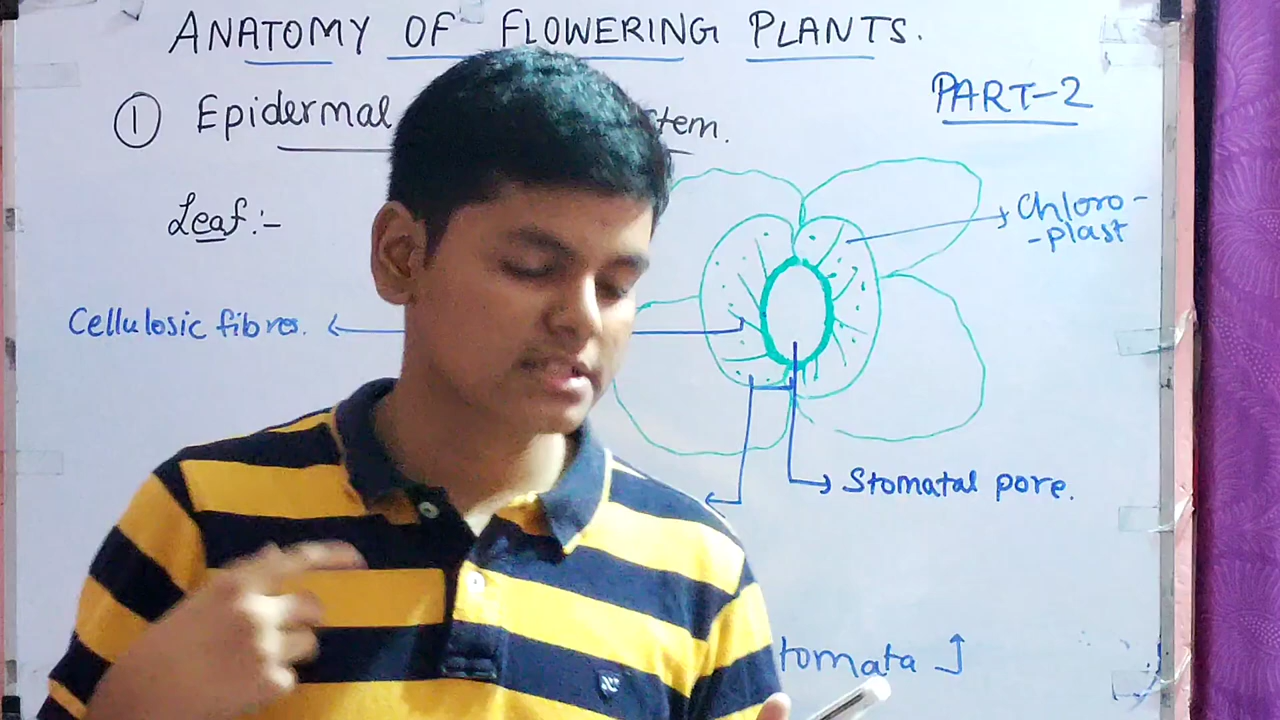 ANATOMY OF FLOWERING PLANTS.
PART-2
① Epidermal stem.
Leaf:-
Chloro-
-plast
Cellulosic fibres.
Stomatal pore.
tomata ]